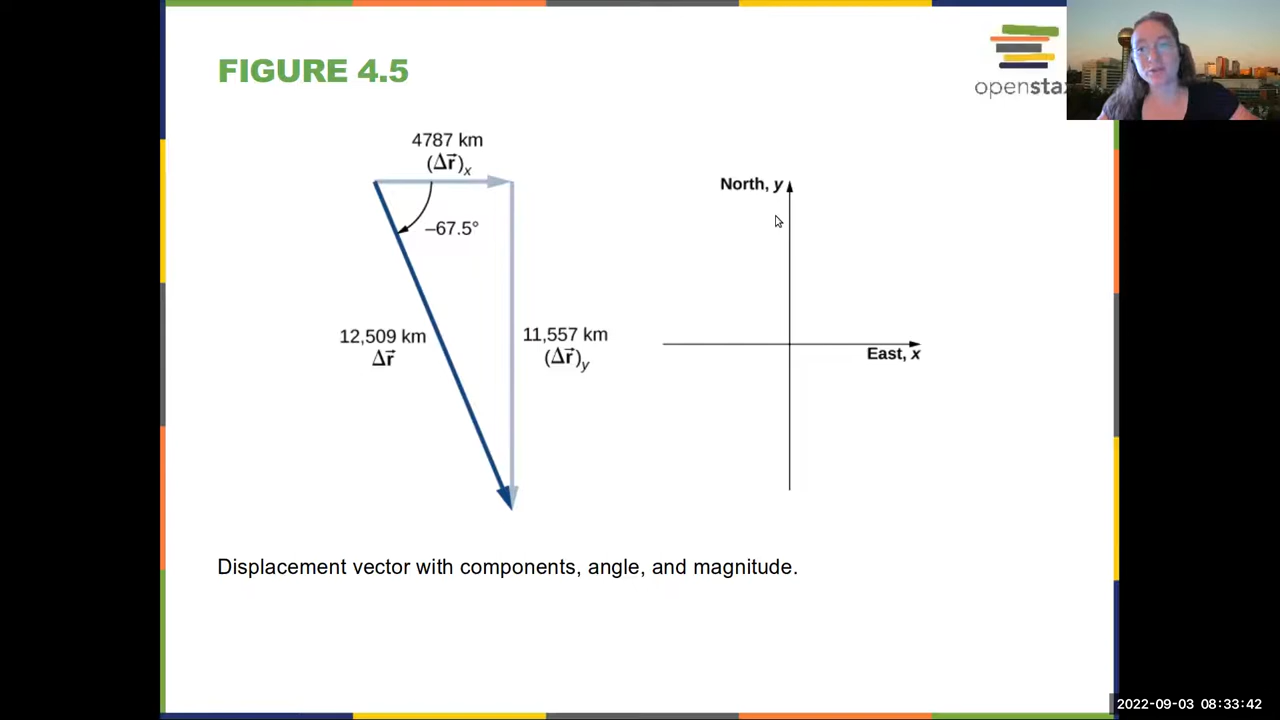 FIGURE 4.5
openstax
4787 km
(Δr⃗)x
–67.5°
12,509 km
Δr⃗
11,557 km
(Δr⃗)y
North, y
East, x
Displacement vector with components, angle, and magnitude.
2022-09-03 08:33:42